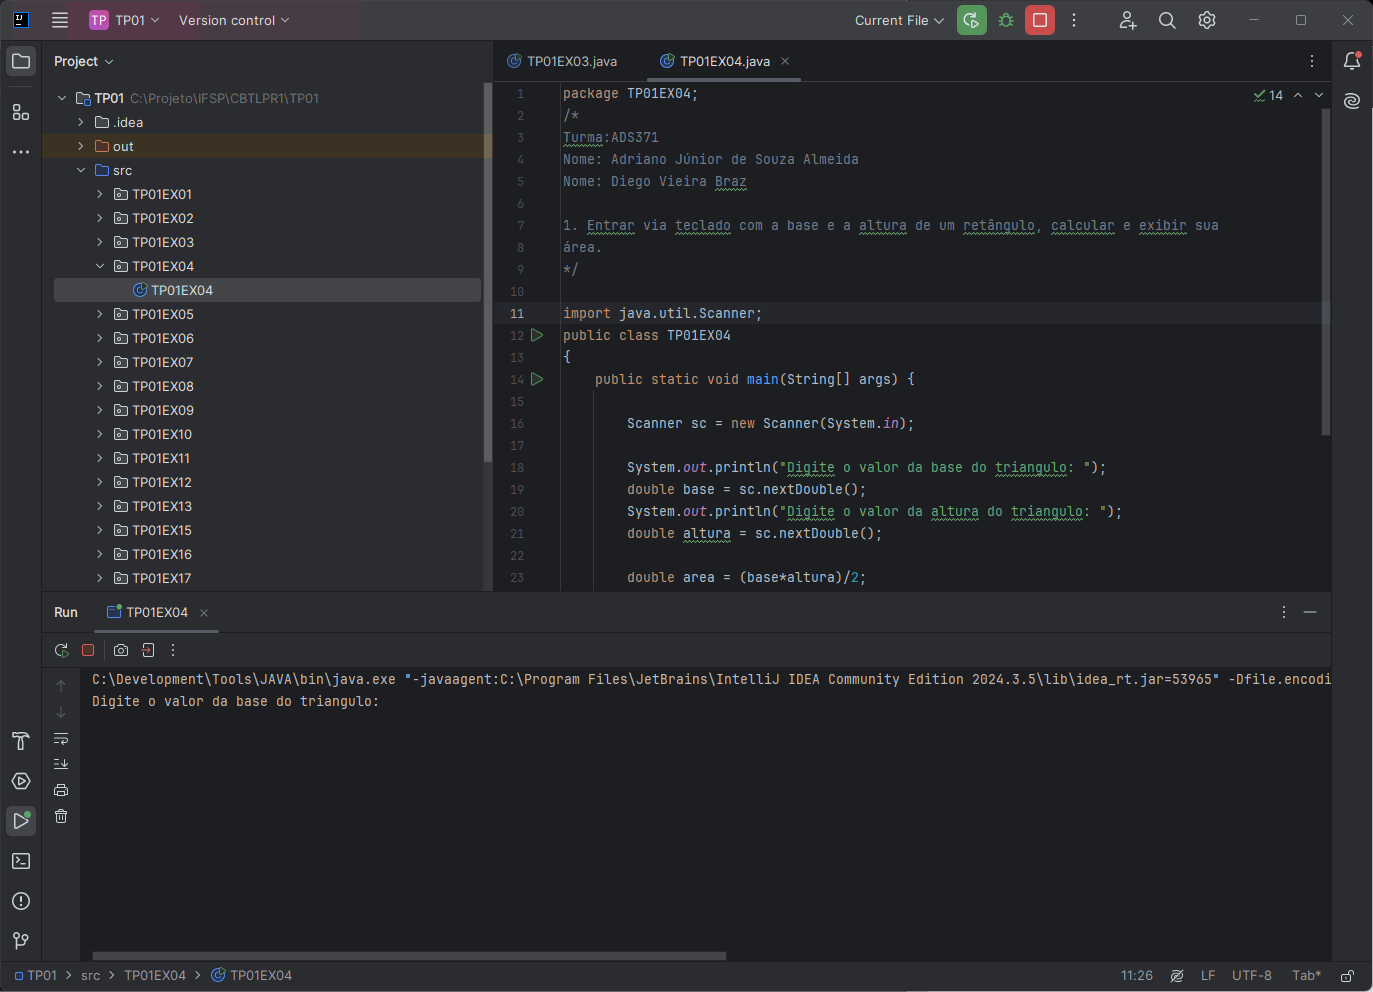 TP TP01 Version control Current File
Project
TP01EX03.java TP01EX04.java
TP01 C:\Projeto\IFSP\CBTLPR1\TP01
.idea
out
src
TP01EX01
TP01EX02
TP01EX03
TP01EX04
TP01EX04
TP01EX05
TP01EX06
TP01EX07
TP01EX08
TP01EX09
TP01EX10
TP01EX11
TP01EX12
TP01EX13
TP01EX15
TP01EX16
TP01EX17
14
1 package TP01EX04;
2 /*
3 Turma:ADS371
4 Nome: Adriano Júnior de Souza Almeida
5 Nome: Diego Vieira Braz
6
7 1. Entrar via teclado com a base e a altura de um retângulo, calcular e exibir sua
8 área.
9 */
10
11 import java.util.Scanner;
12 public class TP01EX04
13 {
14 public static void main(String[] args) {
15
16 Scanner sc = new Scanner(System.in);
17
18 System.out.println("Digite o valor da base do triangulo: ");
19 double base = sc.nextDouble();
20 System.out.println("Digite o valor da altura do triangulo: ");
21 double altura = sc.nextDouble();
22
23 double area = (base*altura)/2;
Run TP01EX04
C:\Development\Tools\JAVA\bin\java.exe "-javaagent:C:\Program Files\JetBrains\IntelliJ IDEA Community Edition 2024.3.5\lib\idea_rt.jar=53965" -Dfile.encodi
Digite o valor da base do triangulo:
TP01 > src > TP01EX04 > TP01EX04 11:26 LF UTF-8 Tab*